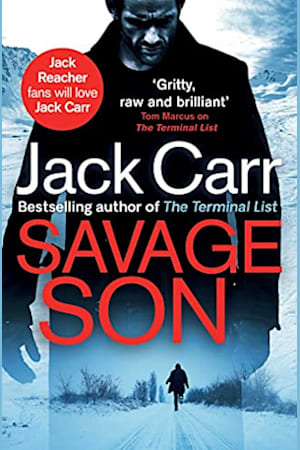 Jack
Reacher
fans will love
Jack Carr
‘Gritty,
raw and brilliant’
Tom Marcus on
The Terminal List
Jack Carr
Bestselling author of The Terminal List
SAVAGE
SON